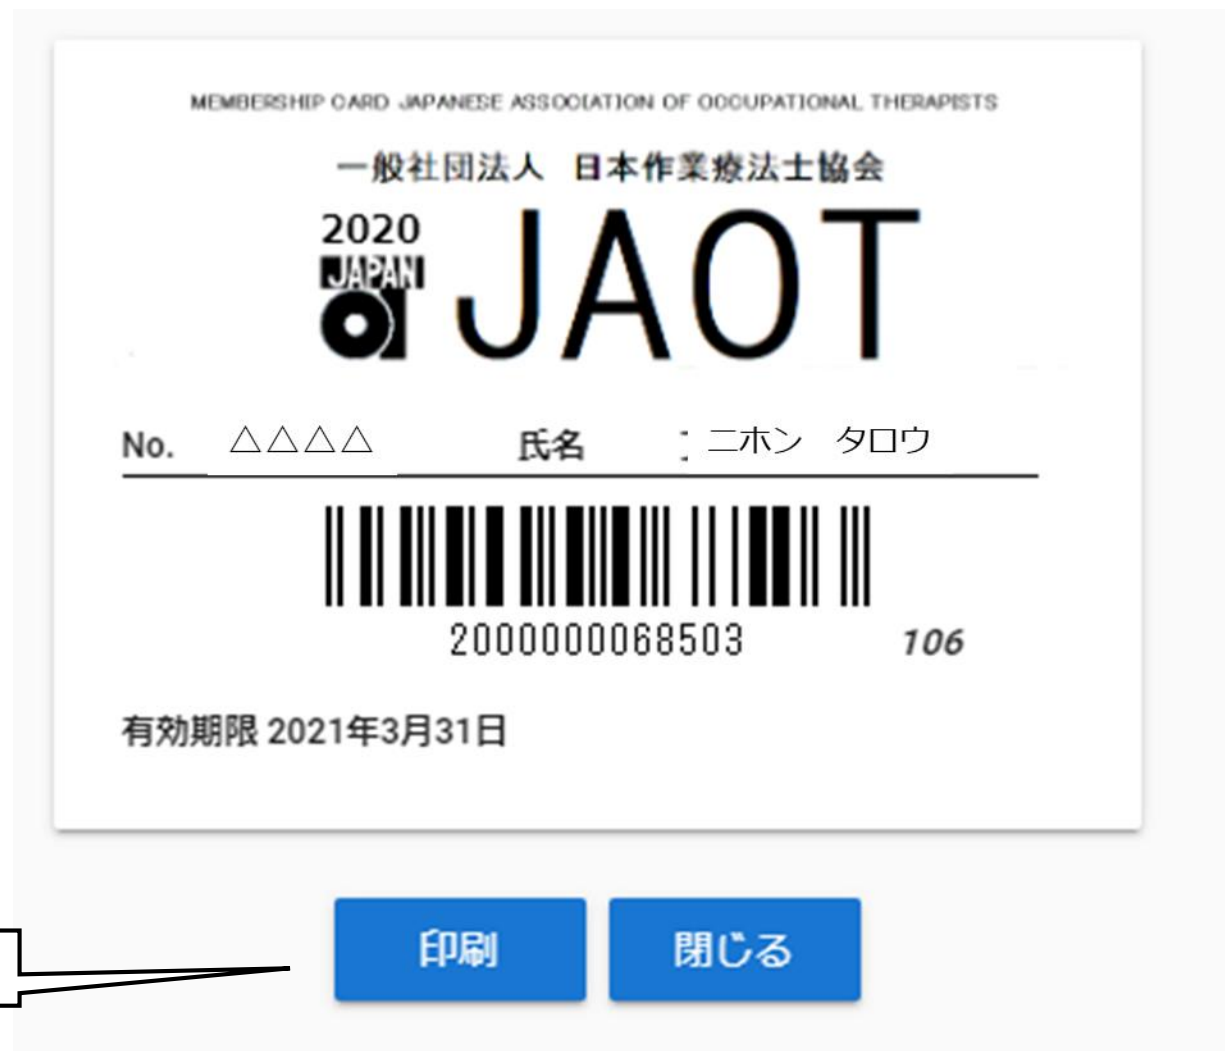 MEMBERSHIP CARD JAPANESE ASSOCIATION OF OCCUPATIONAL THERAPISTS
一般社団法人 日本作業療法士協会
2020
JAPAN
JAOT
No. △△△△ 氏名 ニホン タロウ
2000000068503 106
有効期限 2021年3月31日
印刷 閉じる